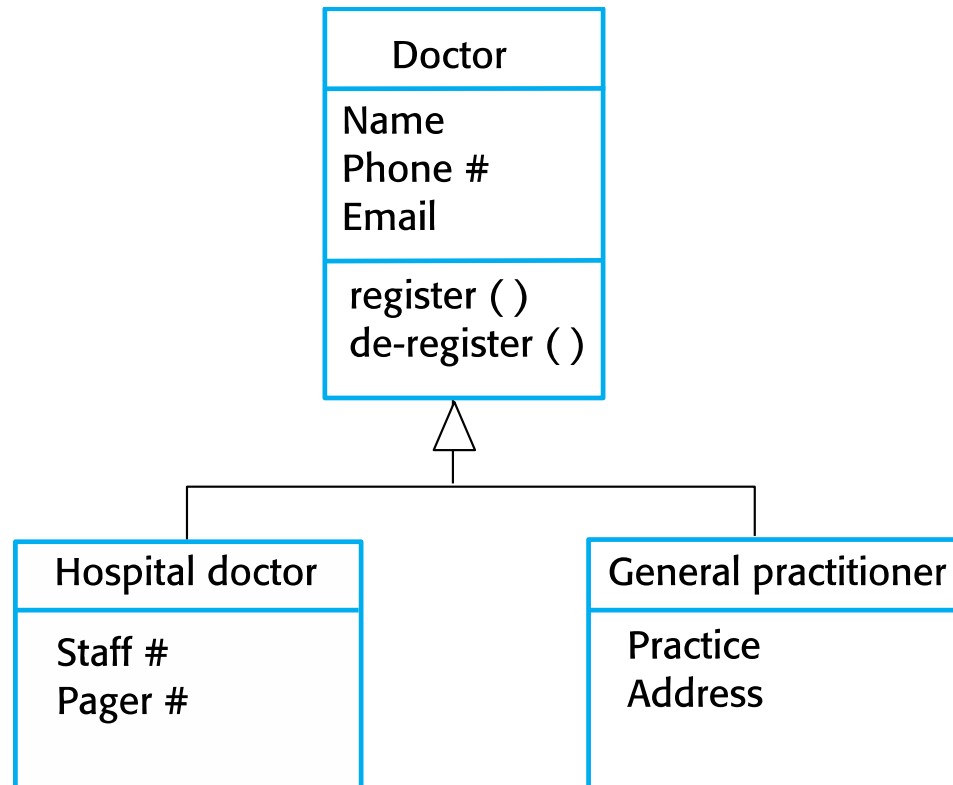 Doctor
Name
Phone #
Email
register ( )
de-register ( )
Hospital doctor
Staff #
Pager #
General practitioner
Practice
Address